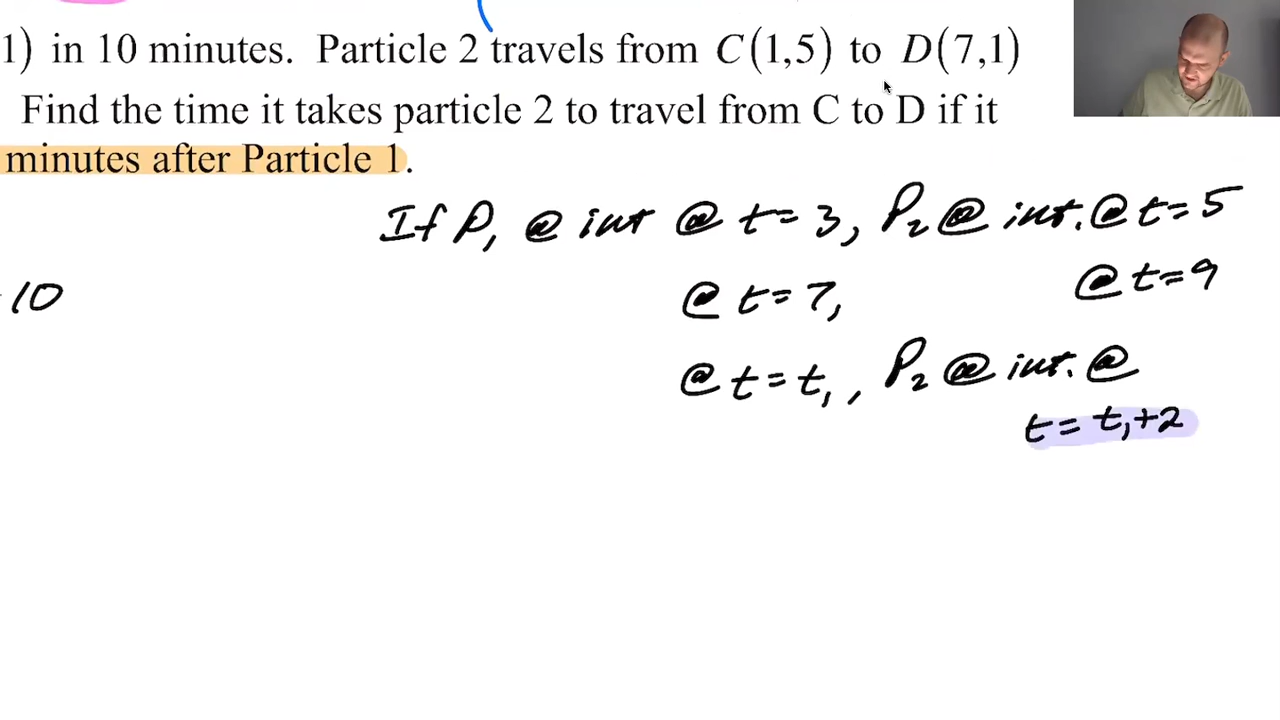 1) in 10 minutes. Particle 2 travels from C(1,5) to D(7,1)
Find the time it takes particle 2 to travel from C to D if it
minutes after Particle 1.
If P₁ @ int @ t=3, P₂ @ int. @ t=5
@ t=7, @ t=9
10
@ t=t₁, P₂ @ int. @
t=t₁+2